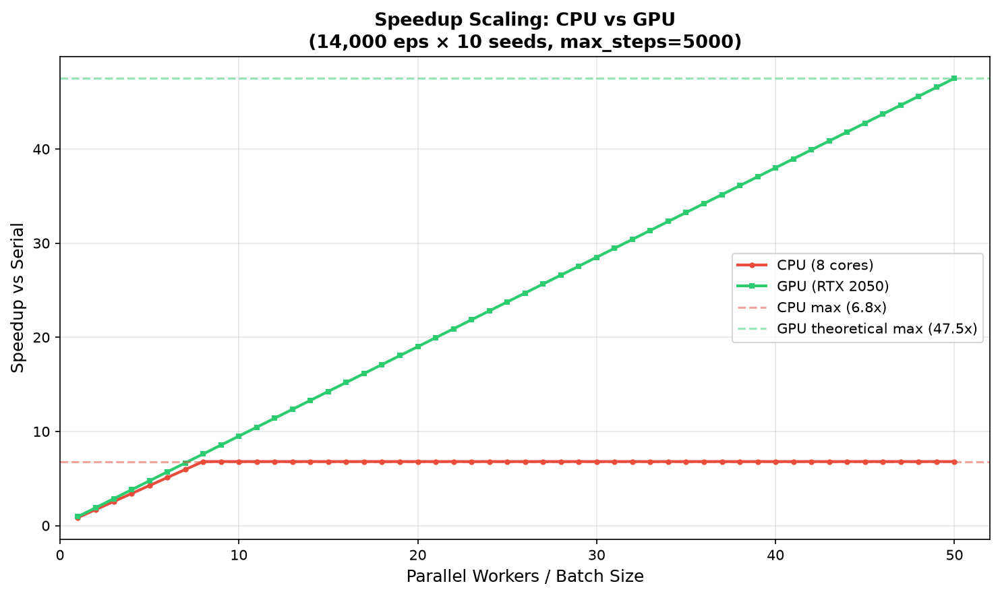 Speedup Scaling: CPU vs GPU
(14,000 eps × 10 seeds, max_steps=5000)
Speedup vs Serial
40
30
20
10
0
CPU (8 cores)
GPU (RTX 2050)
CPU max (6.8x)
GPU theoretical max (47.5x)
0 10 20 30 40 50
Parallel Workers / Batch Size